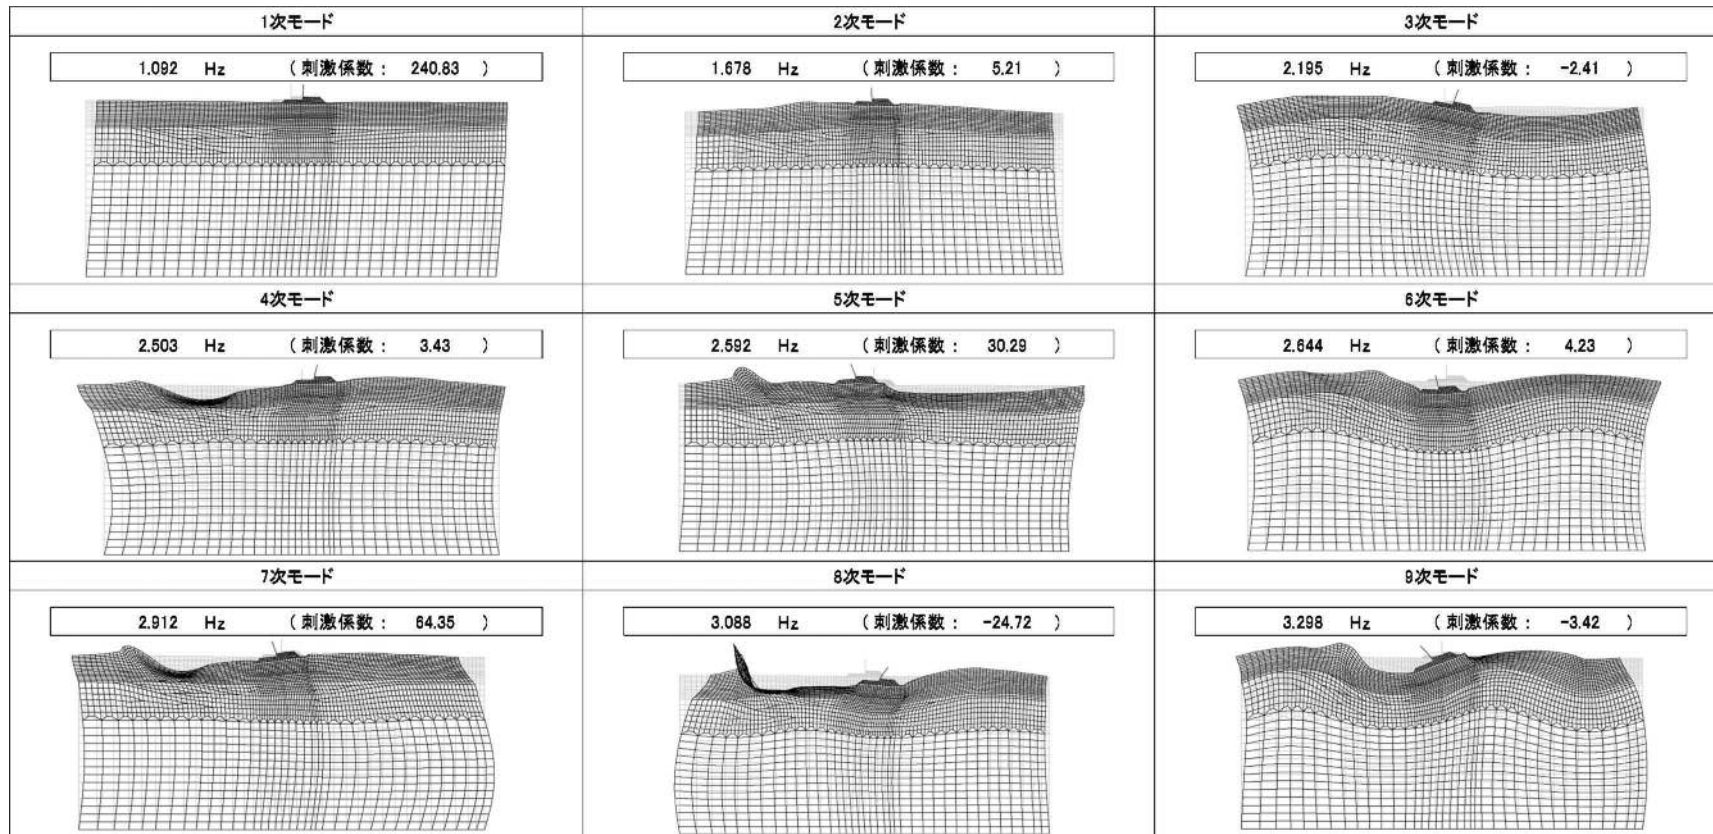 1次モード 2次モード 3次モード
1.092 Hz (刺激係数: 240.83 ) 1.678 Hz (刺激係数: 5.21 ) 2.195 Hz (刺激係数: -2.41 )
4次モード 5次モード 6次モード
2.503 Hz (刺激係数: 3.43 ) 2.592 Hz (刺激係数: 30.29 ) 2.644 Hz (刺激係数: 4.23 )
7次モード 8次モード 9次モード
2.912 Hz (刺激係数: 64.35 ) 3.088 Hz (刺激係数: -24.72 ) 3.298 Hz (刺激係数: -3.42 )